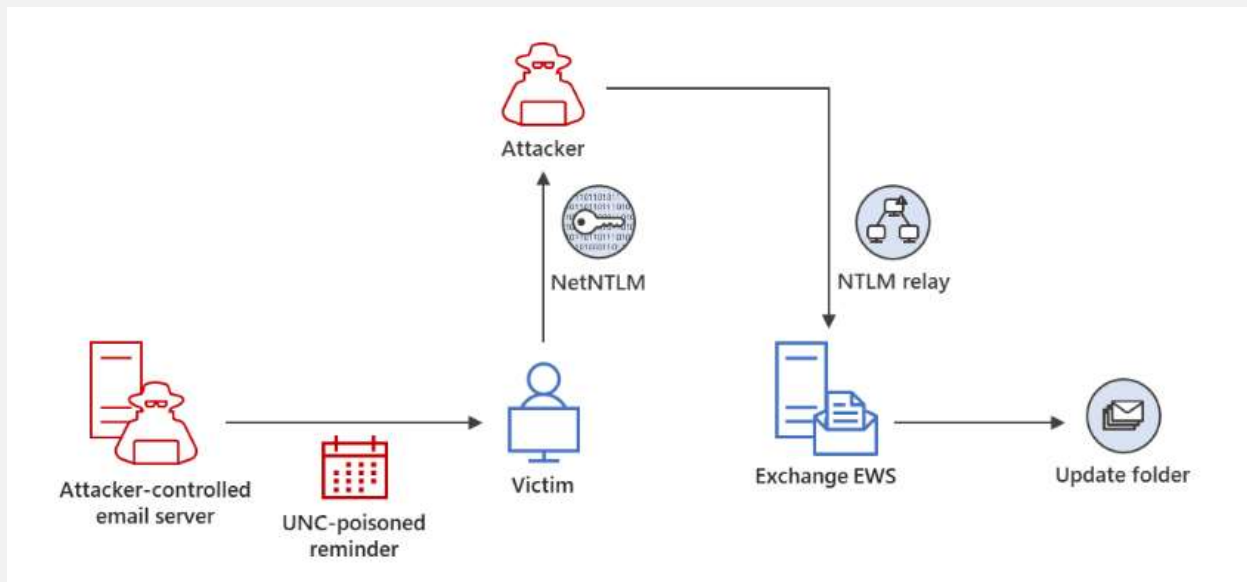 Attacker
NetNTLM
NTLM relay
Attacker-controlled
email server
UNC-poisoned
reminder
Victim
Exchange EWS
Update folder